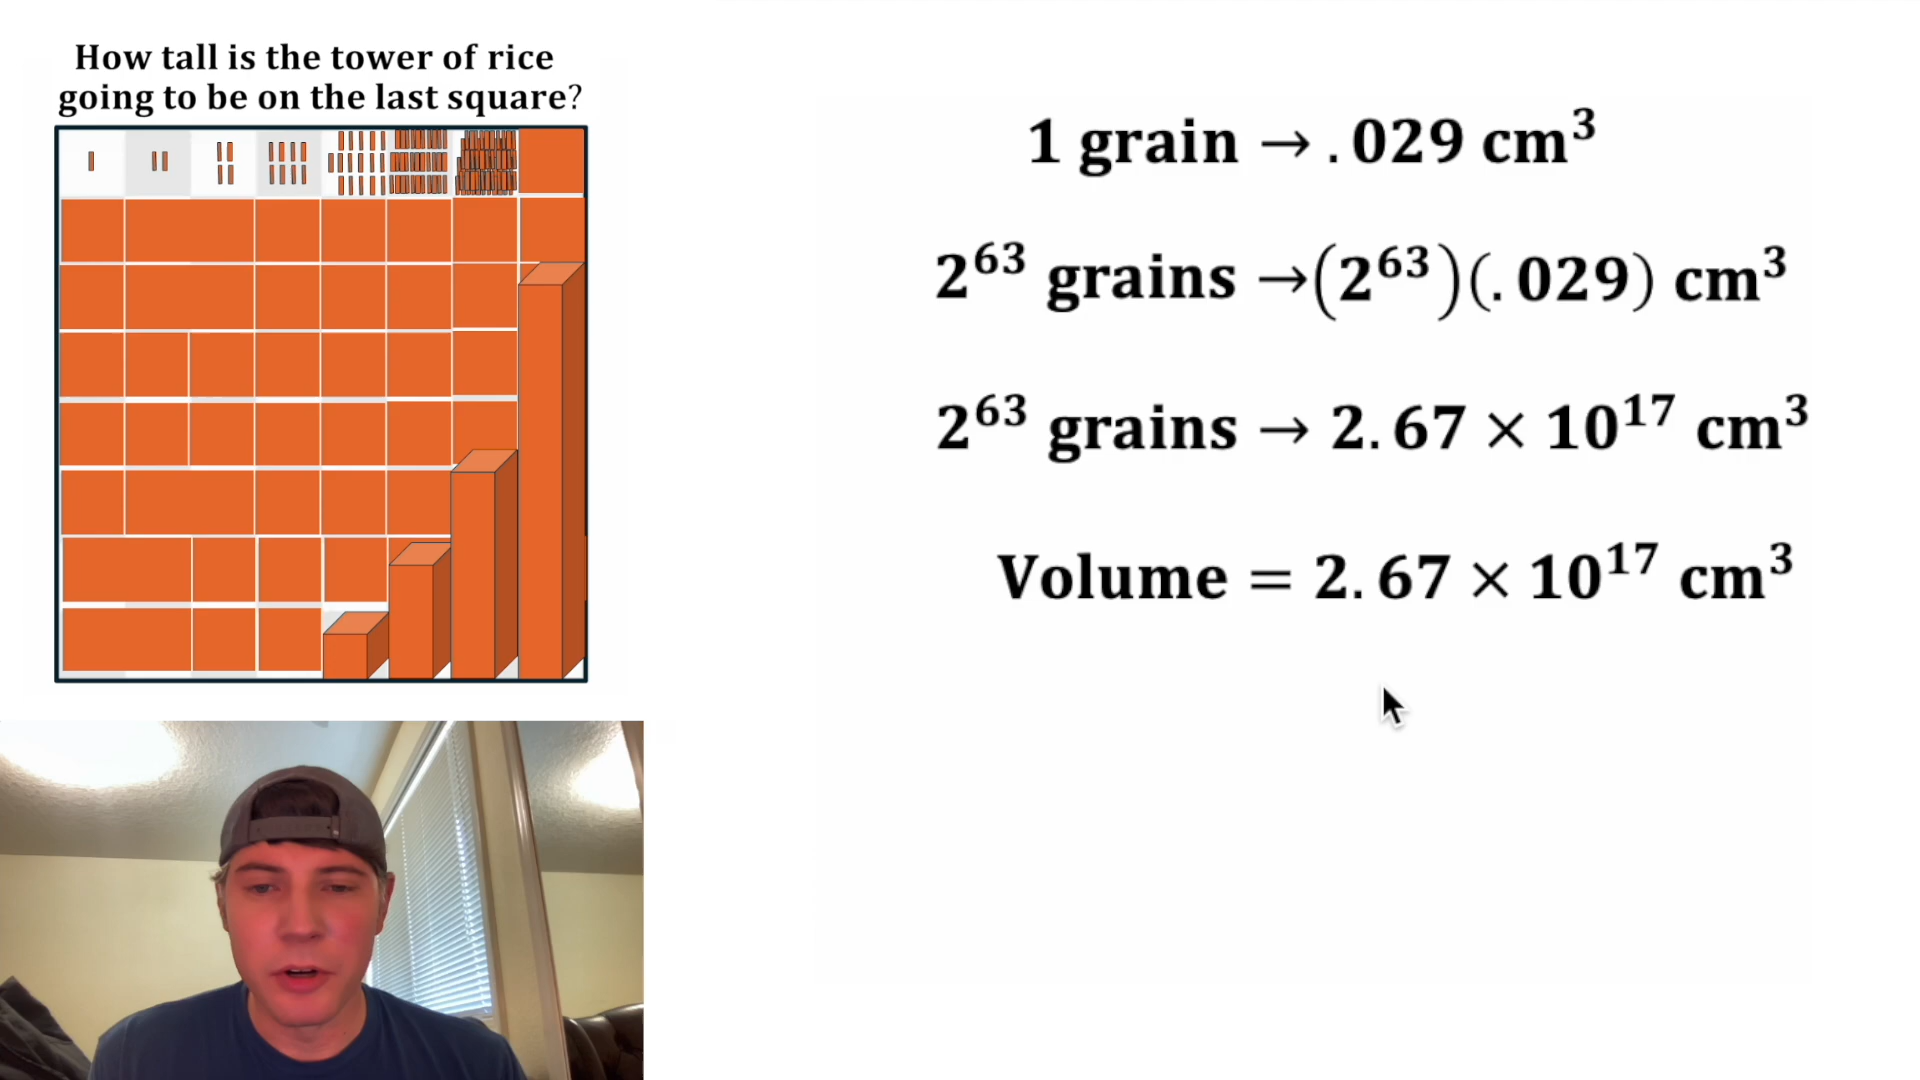 How tall is the tower of rice
going to be on the last square?
1 grain → .029 cm³
2⁶³ grains →(2⁶³)(.029) cm³
2⁶³ grains → 2.67 × 10¹⁷ cm³
Volume = 2.67 × 10¹⁷ cm³